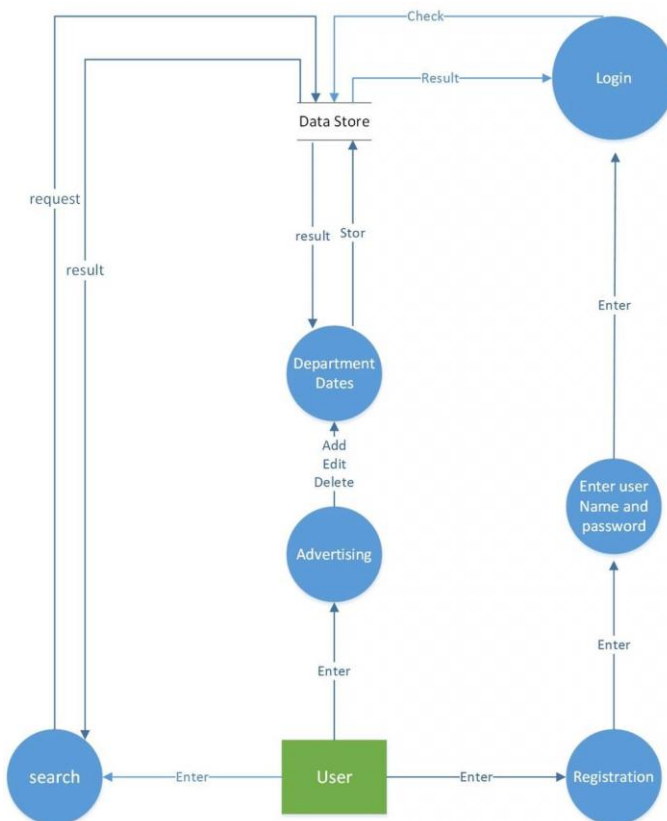 Check
Result
Login
Data Store
request
result
result
Stor
Enter
Department
Dates
Add
Edit
Delete
Enter user
Name and
password
Advertising
Enter
Enter
search
Enter
User
Enter
Registration